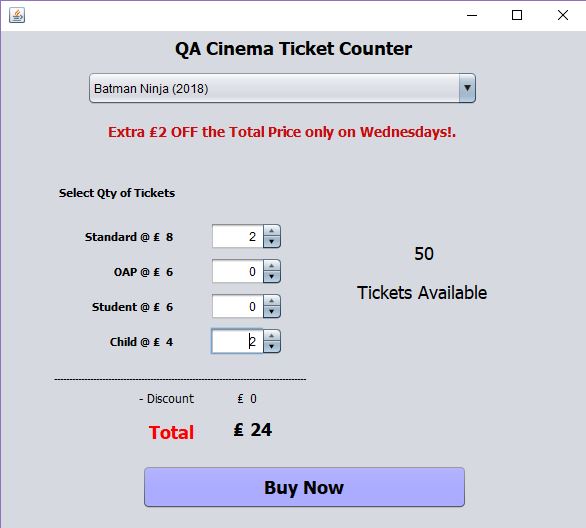 QA Cinema Ticket Counter
Batman Ninja (2018)
Extra £2 OFF the Total Price only on Wednesdays!.
Select Qty of Tickets
Standard @ £ 8 2
OAP @ £ 6 0
50
Tickets Available
Student @ £ 6 0
Child @ £ 4 2
- Discount £ 0
Total £ 24
Buy Now